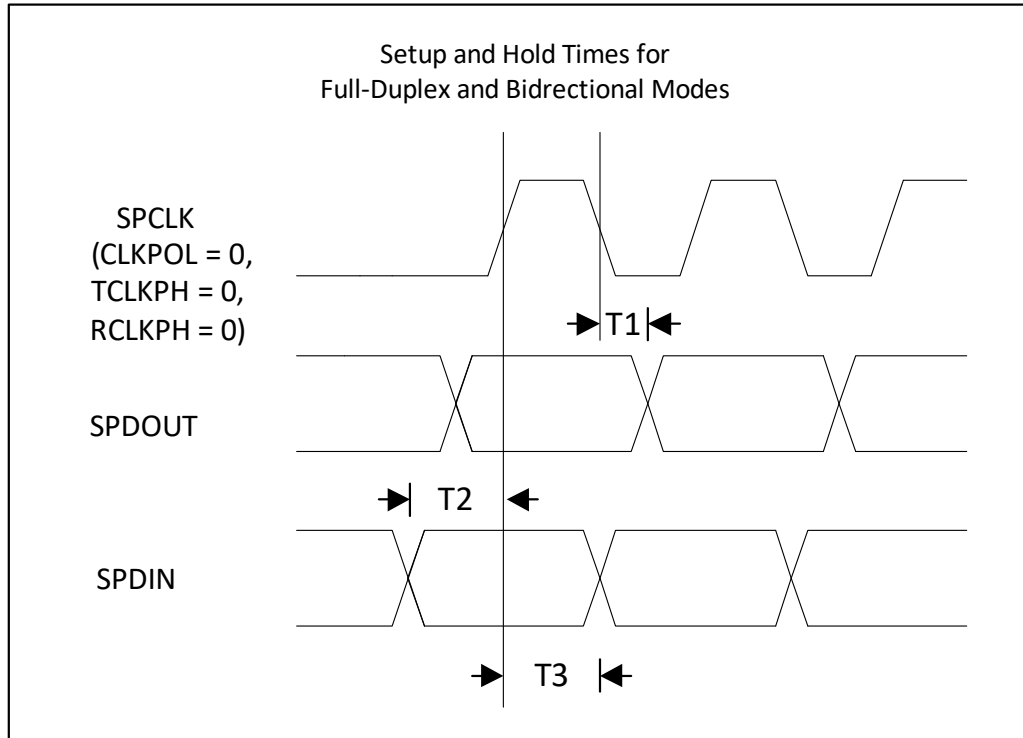 Setup and Hold Times for
Full-Duplex and Bidrectional Modes
SPCLK
(CLKPOL = 0,
TCLKPH = 0,
RCLKPH = 0)
T1
SPDOUT
T2
SPDIN
T3